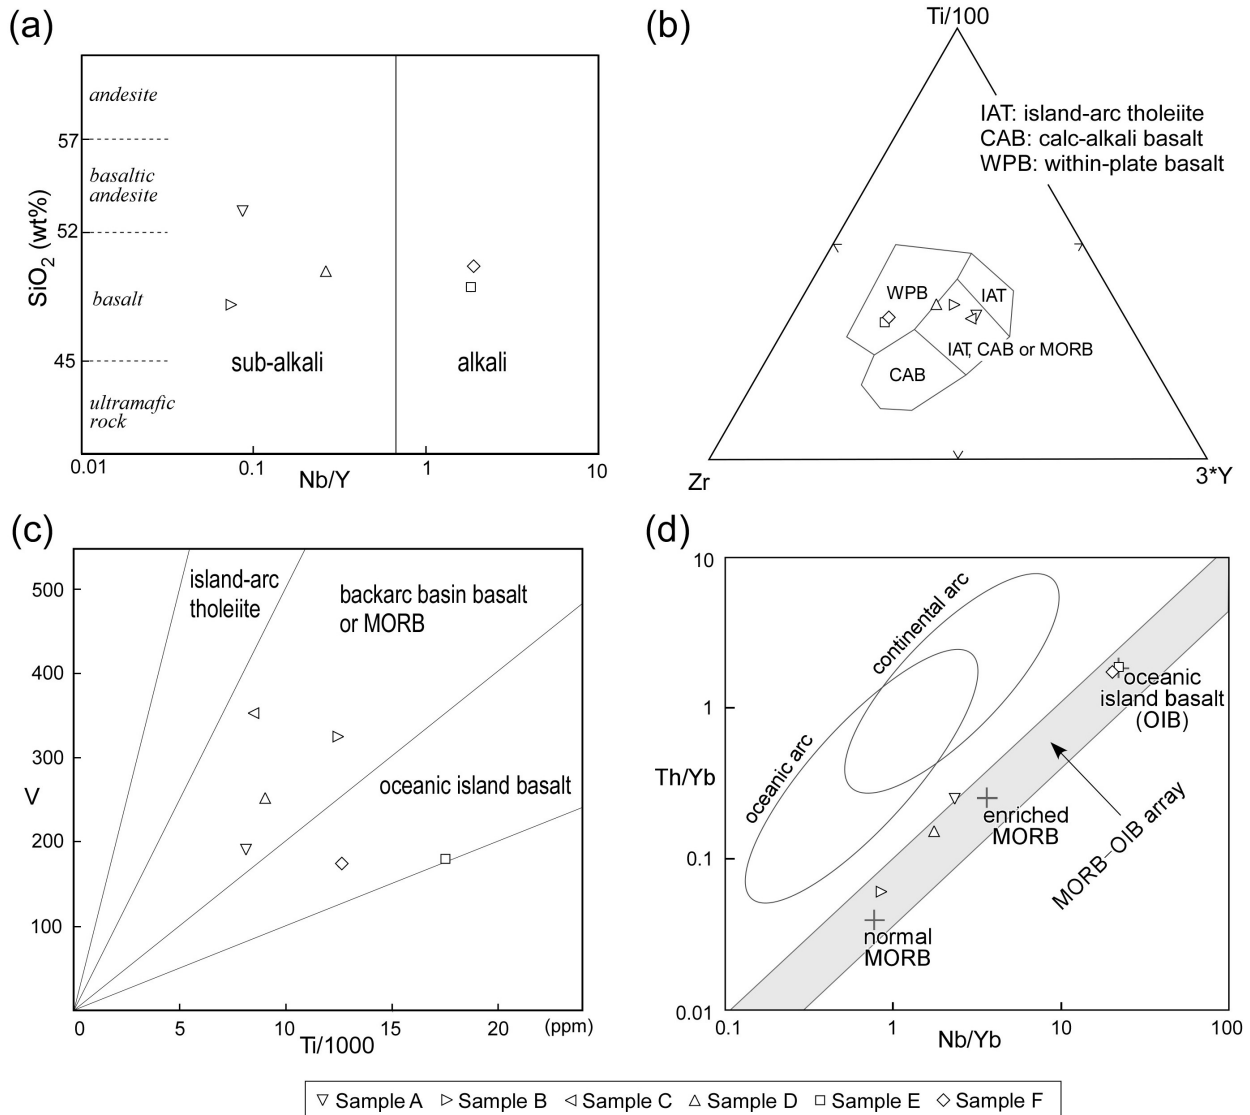 (a)
andesite
57
basaltic
andesite
52
SiO2 (wt%)
basalt
45
sub-alkali
alkali
ultramafic
rock
0.01
0.1
1
10
Nb/Y
(b)
Ti/100
IAT: island-arc tholeiite
CAB: calc-alkali basalt
WPB: within-plate basalt
WPB
IAT
IAT, CAB or MORB
CAB
Zr
3*Y
(c)
500
400
300
200
100
V
island-arc
tholeiite
backarc basin basalt
or MORB
oceanic island basalt
0
5
10
15
20
(ppm)
Ti/1000
(d)
10
1
0.1
0.01
Th/Yb
continental arc
oceanic arc
oceanic
island basalt
(OIB)
enriched
MORB
MORB-OIB array
normal
MORB
0.1
1
10
100
Nb/Yb
Sample A Sample B Sample C Sample D Sample E Sample F